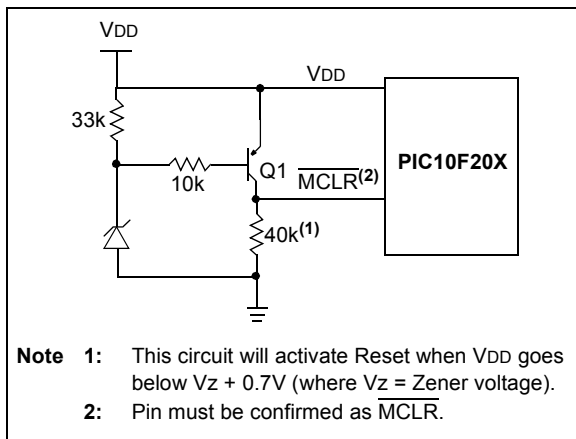 VDD
VDD
33k
Q1
10k
MCLR(2)
PIC10F20X
40k(1)
Note 1: This circuit will activate Reset when VDD goes
below Vz + 0.7V (where Vz = Zener voltage).
2: Pin must be confirmed as MCLR.